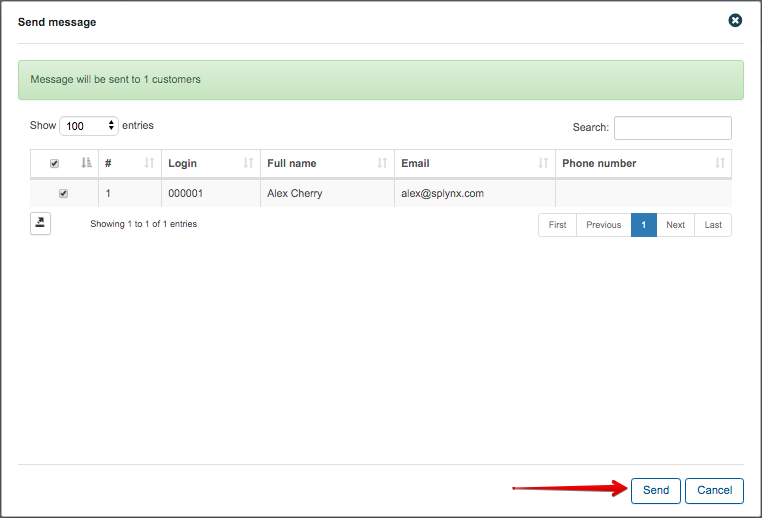 Send message
Message will be sent to 1 customers
Show 100 entries Search:
# Login Full name Email Phone number
1 000001 Alex Cherry alex@splynx.com
Showing 1 to 1 of 1 entries First Previous 1 Next Last
Send Cancel